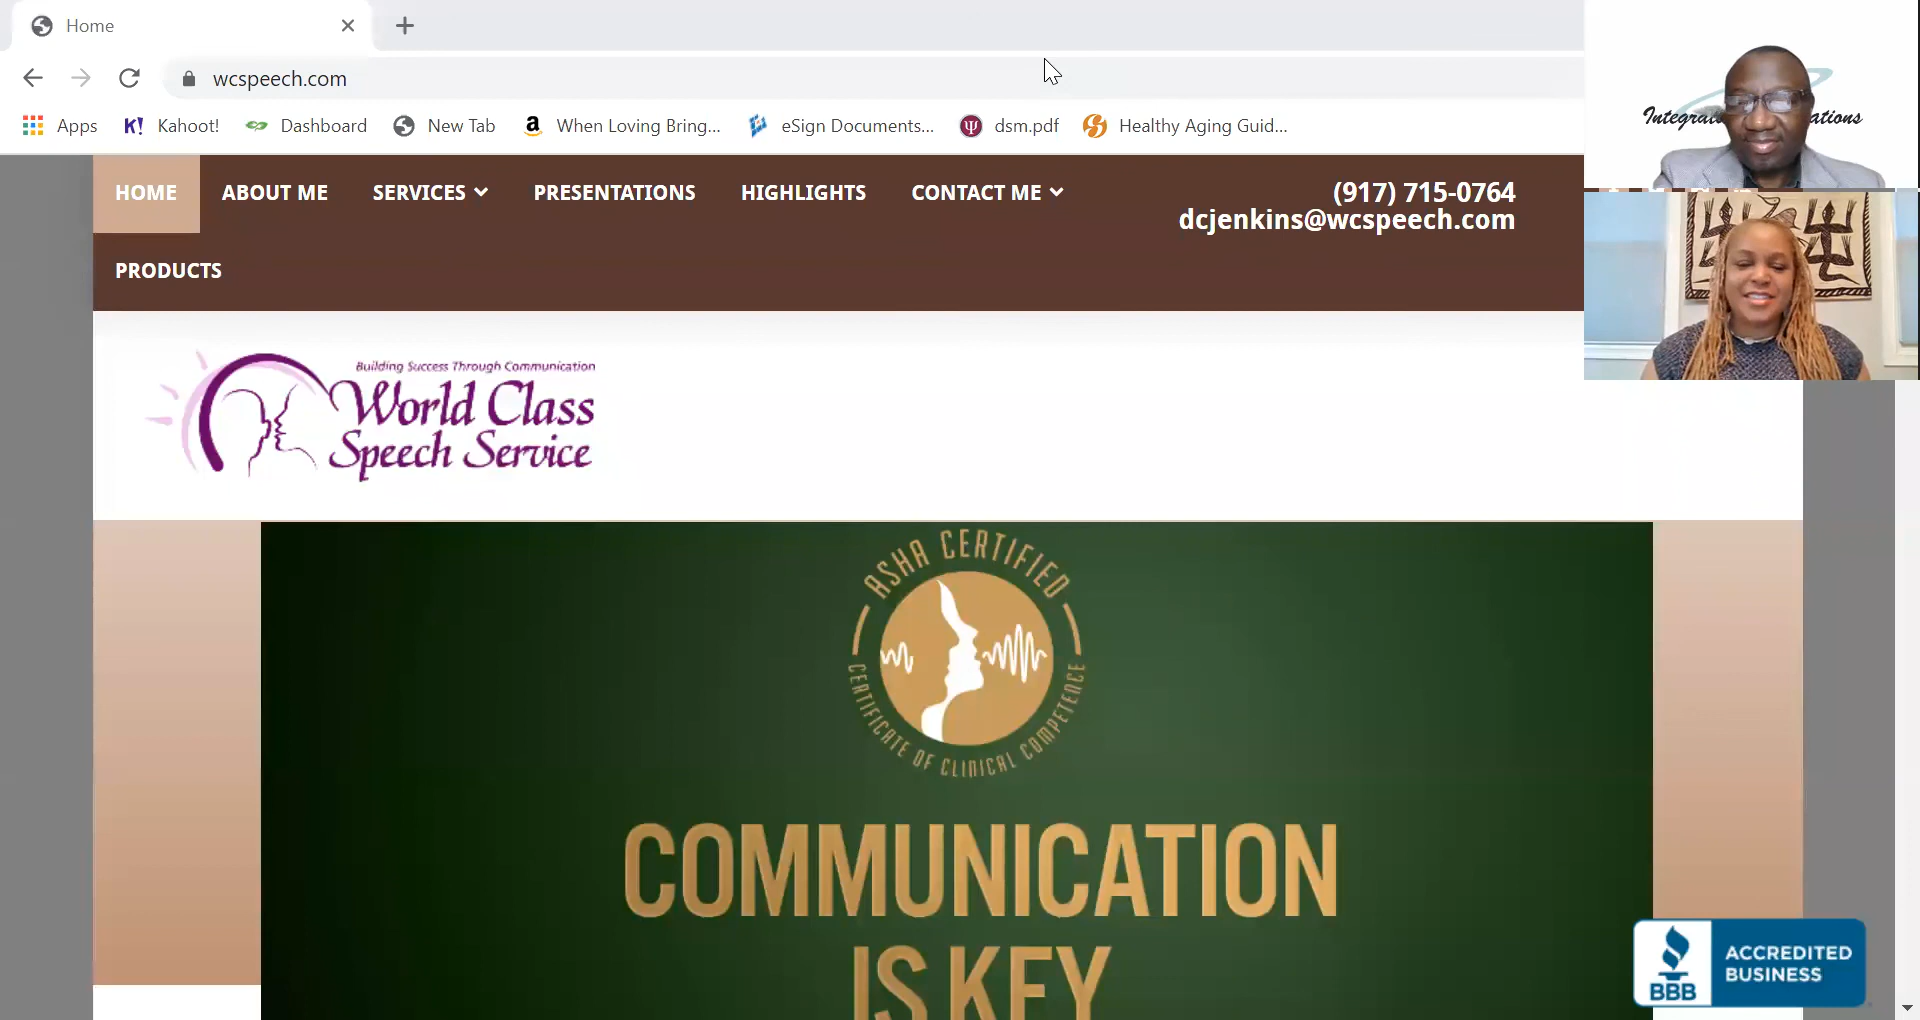 Home
wcspeech.com
Apps
Kahoot!
Dashboard
New Tab
When Loving Bring...
eSign Documents...
dsm.pdf
Healthy Aging Guid...
HOME
ABOUT ME
SERVICES
PRESENTATIONS
HIGHLIGHTS
CONTACT ME
(917) 715-0764
dcjenkins@wcspeech.com
PRODUCTS
Building Success Through Communication
World Class
Speech Service
ASHA CERTIFIED
CERTIFICATE OF CLINICAL COMPETENCE
COMMUNICATION
IS KEY
BBB
ACCREDITED
BUSINESS